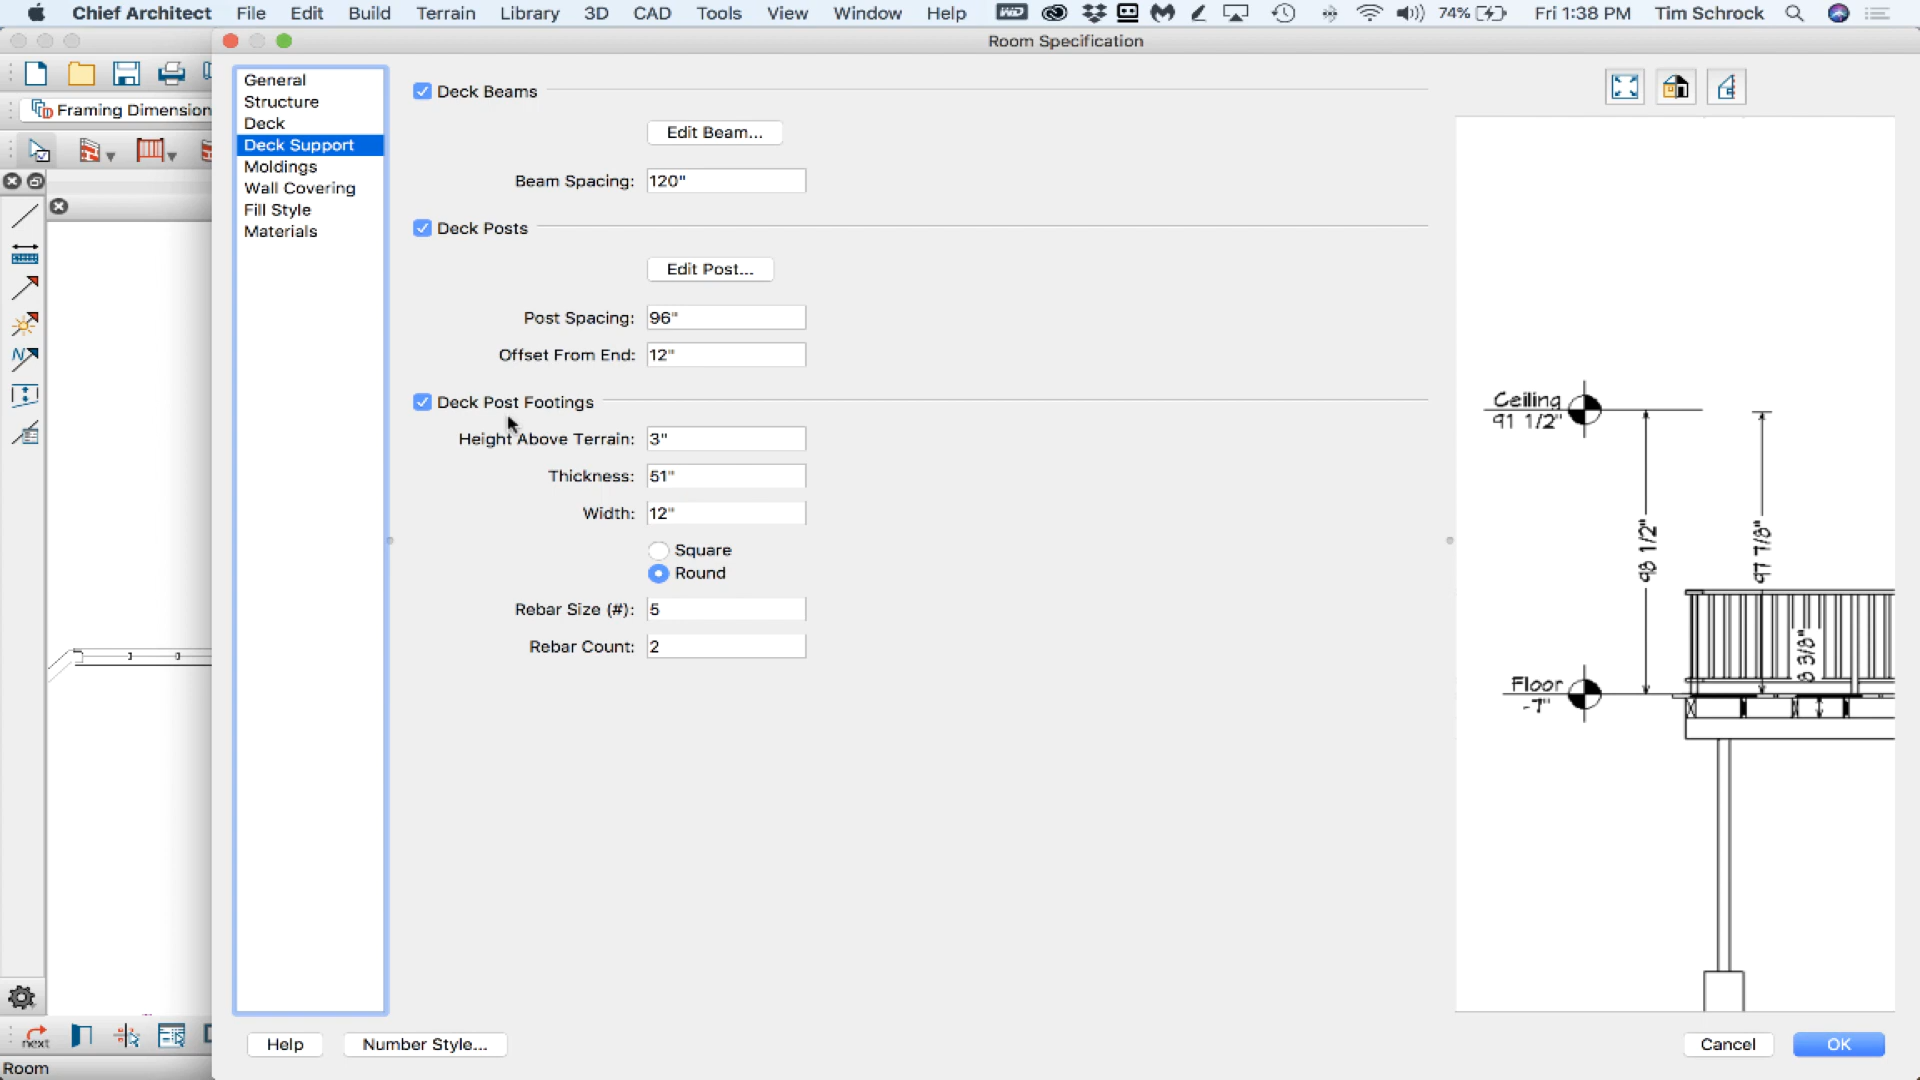 Chief Architect File Edit Build Terrain Library 3D CAD Tools View Window Help WD 74% Fri 1:38 PM Tim Schrock
Room Specification
Framing Dimension
General
Structure
Deck
Deck Support
Moldings
Wall Covering
Fill Style
Materials
Deck Beams
Edit Beam...
Beam Spacing: 120"
Deck Posts
Edit Post...
Post Spacing: 96"
Offset From End: 12"
Deck Post Footings
Height Above Terrain: 3"
Thickness: 51"
Width: 12"
Square
Round
Rebar Size (#): 5
Rebar Count: 2
Ceiling
91 1/2"
98 1/2"
97 7/8"
Floor
-7"
next
Help
Number Style...
Cancel
OK
Room